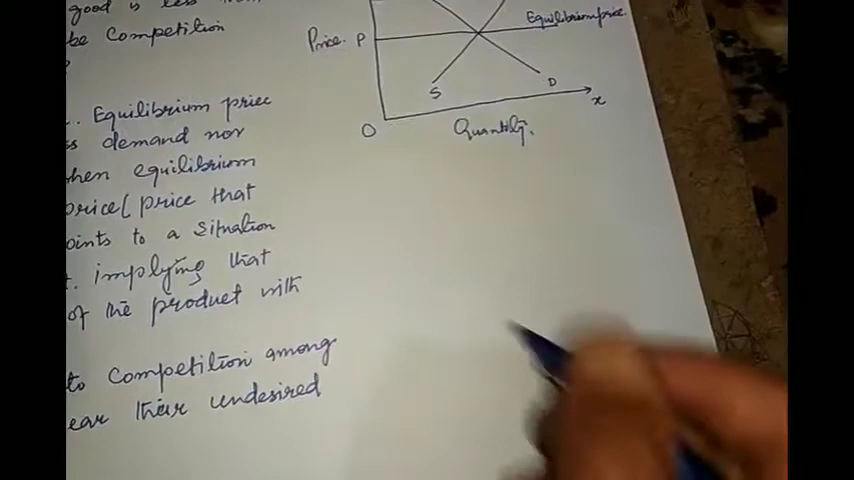 good is less
be Competition
Equilibrium price
Price. P
Equilibrium price.
S
D
x
O
Quantity.
demand nor
when equilibrium
price( price that
points to a situation
implying that
of the product with
to Competition among
their undesired